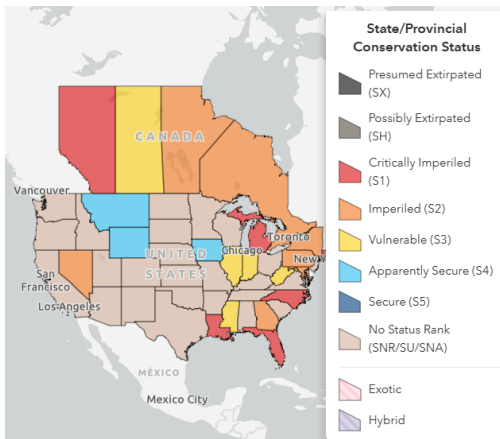 State/Provincial
Conservation Status
Presumed Extirpated
(SX)
Possibly Extirpated
(SH)
Critically Imperiled
(S1)
Imperiled (S2)
Vulnerable (S3)
Apparently Secure (S4)
Secure (S5)
No Status Rank
(SNR/SU/SNA)
Exotic
Hybrid
CANADA
Vancouver
Toronto
Chicago
New Y
UNITED
STATES
San
Francisco
Los Angeles
MÉXICO
Mexico City